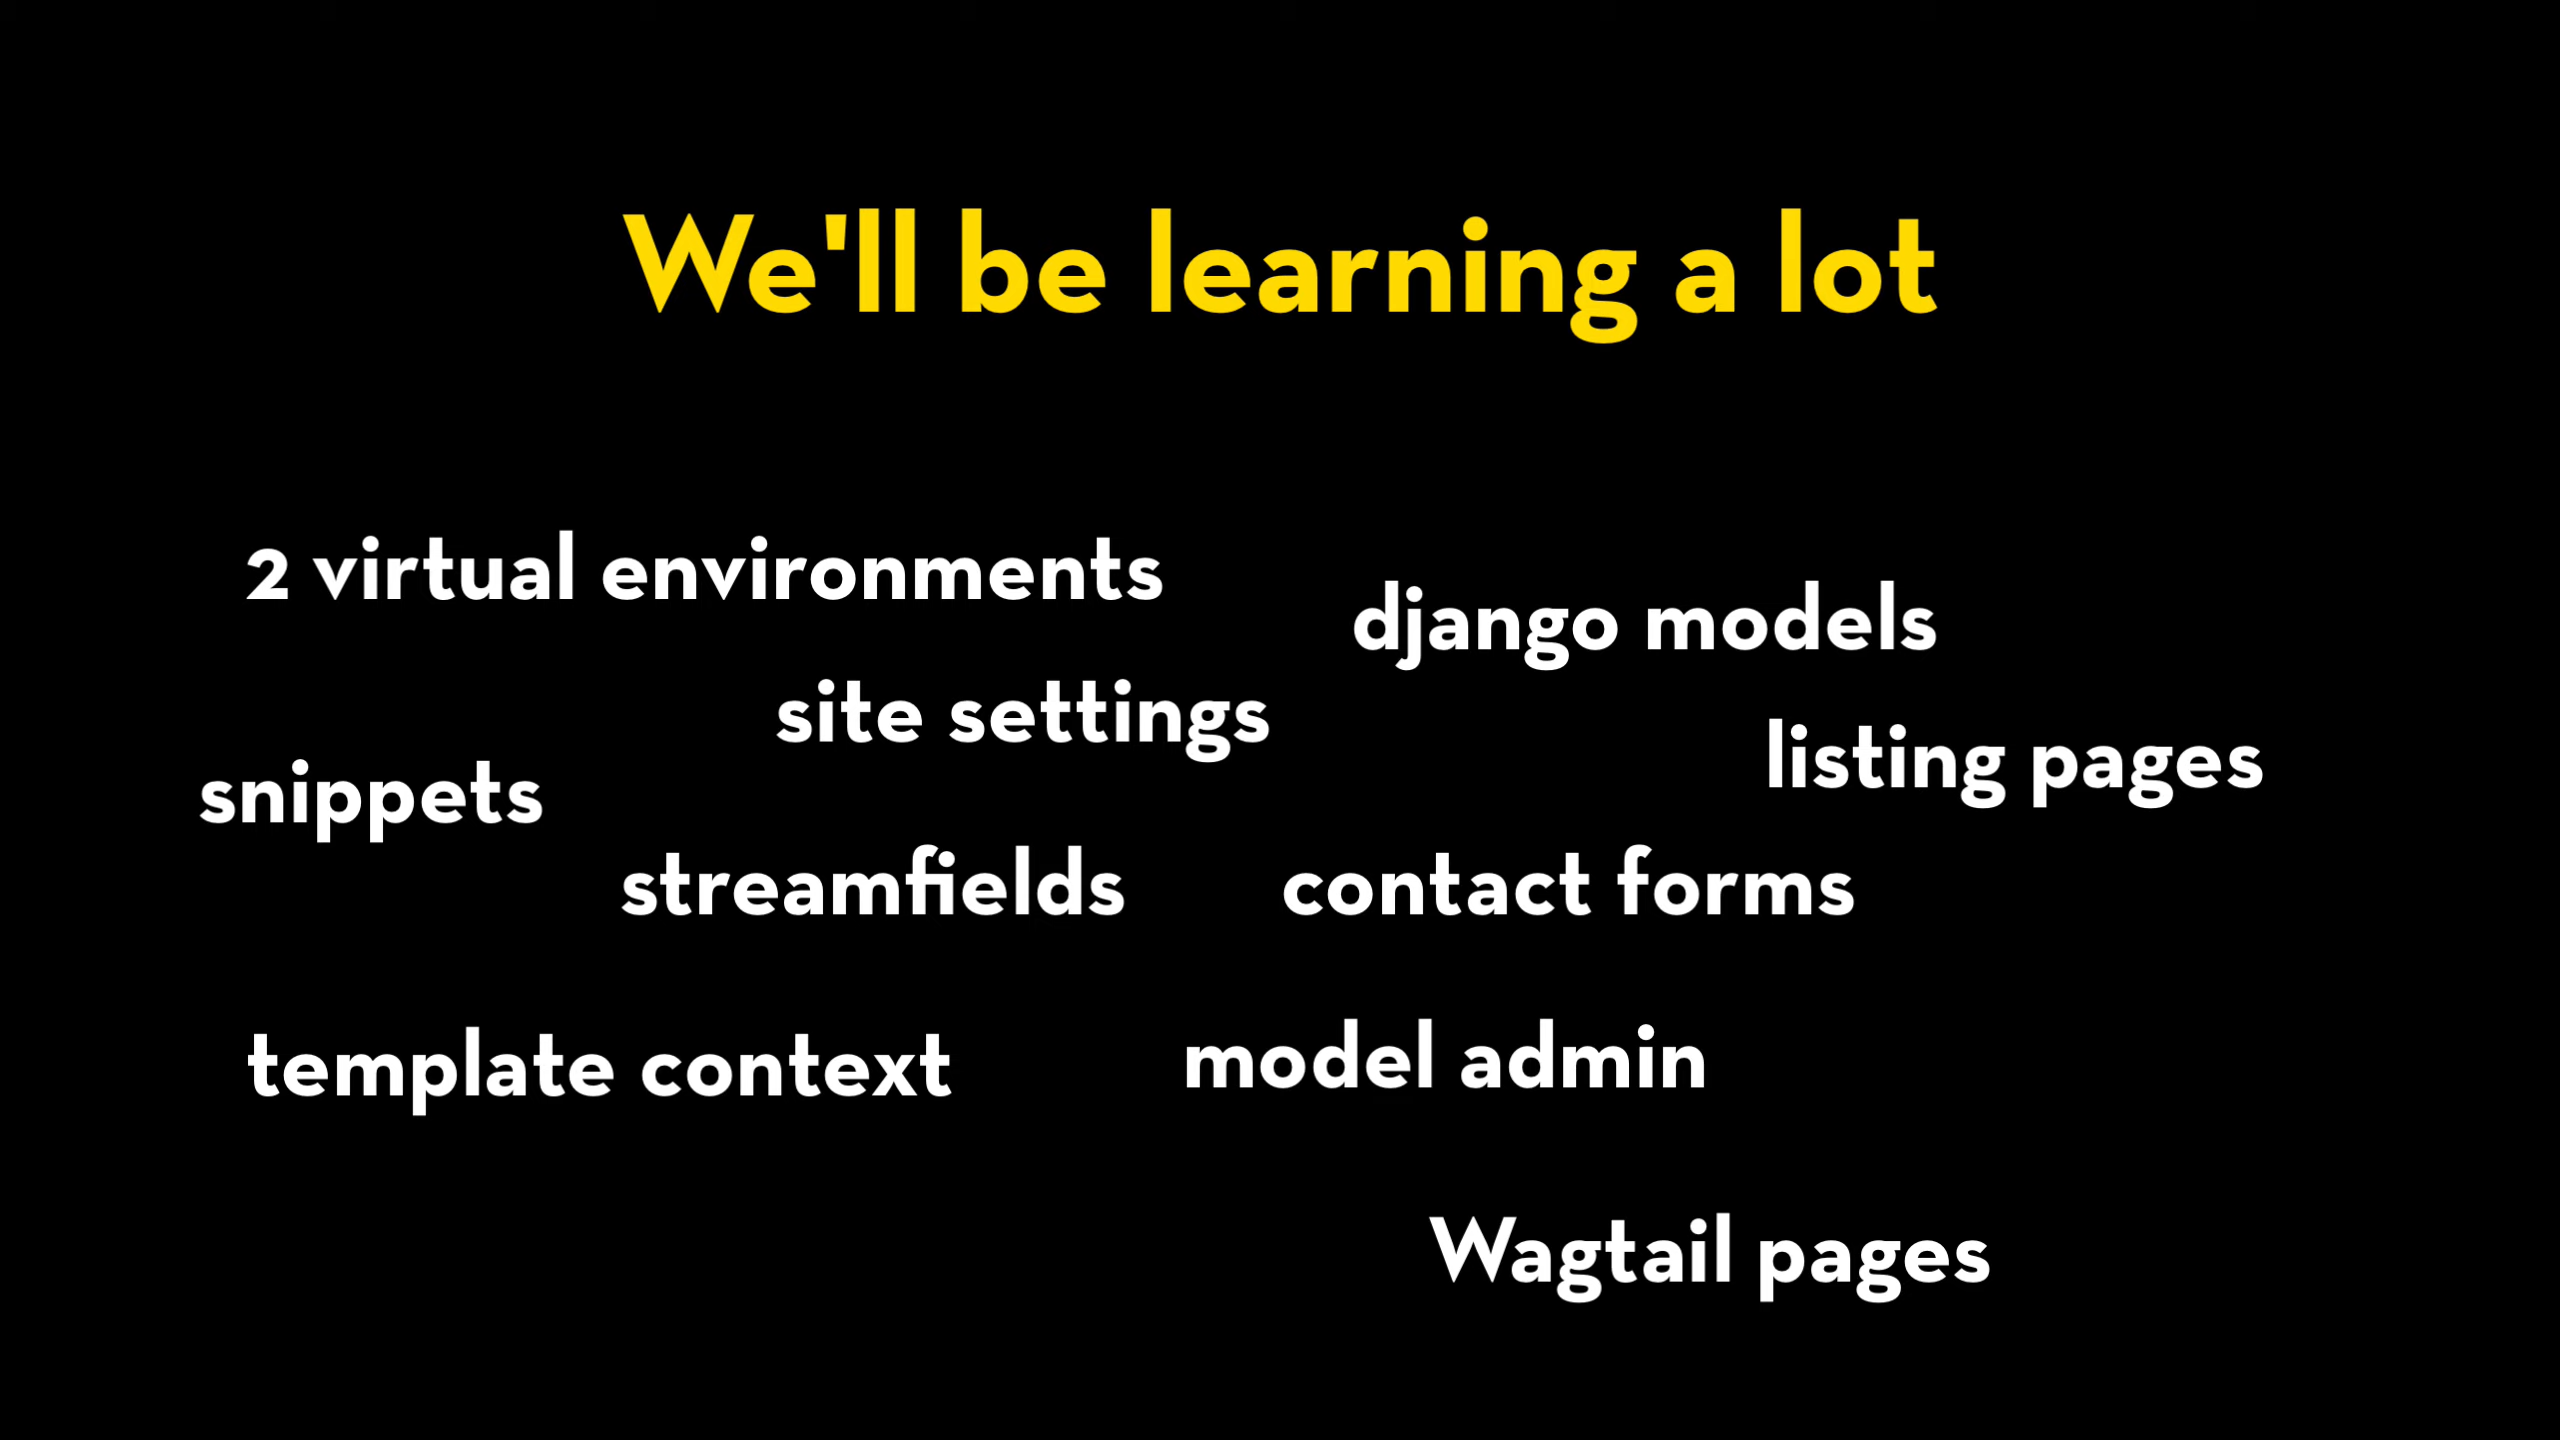 We'll be learning a lot
2 virtual environments
django models
site settings
listing pages
snippets
streamfields
contact forms
template context
model admin
Wagtail pages